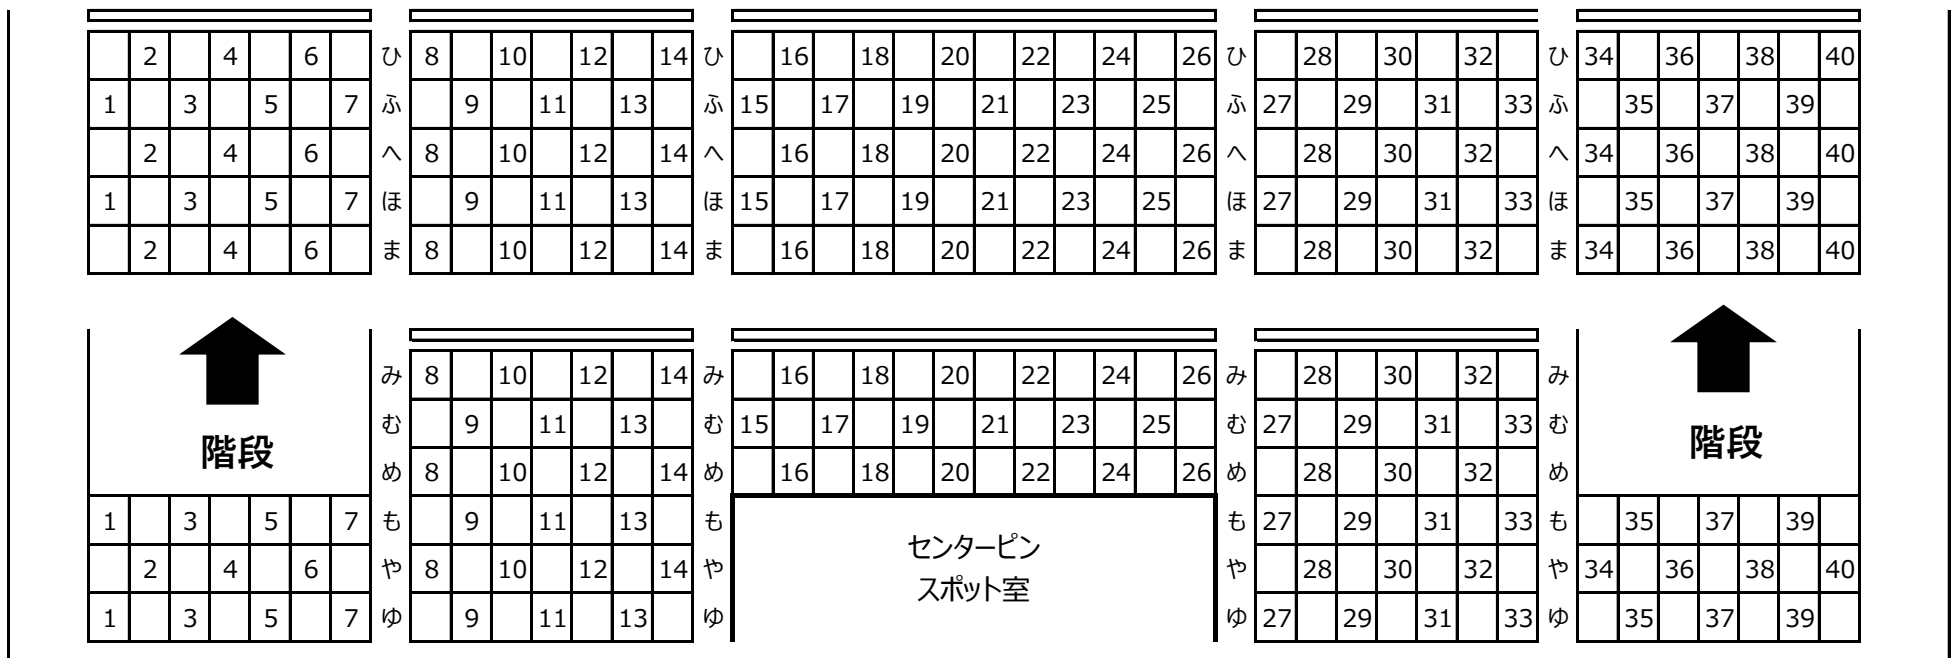 2 4 6 ひ 8 10 12 14 ひ 16 18 20 22 24 26 ひ 28 30 32 ひ 34 36 38 40
1 3 5 7 ふ 9 11 13 ふ 15 17 19 21 23 25 ふ 27 29 31 33 ふ 35 37 39
2 4 6 へ 8 10 12 14 へ 16 18 20 22 24 26 へ 28 30 32 へ 34 36 38 40
1 3 5 7 ほ 9 11 13 ほ 15 17 19 21 23 25 ほ 27 29 31 33 ほ 35 37 39
2 4 6 ま 8 10 12 14 ま 16 18 20 22 24 26 ま 28 30 32 ま 34 36 38 40
み 8 10 12 14 み 16 18 20 22 24 26 み 28 30 32 み
む 9 11 13 む 15 17 19 21 23 25 む 27 29 31 33 む
階段 階段
め 8 10 12 14 め 16 18 20 22 24 26 め 28 30 32 め
1 3 5 7 も 9 11 13 も も 27 29 31 33 も 35 37 39
センターピン
2 4 6 や 8 10 12 14 や や 28 30 32 や 34 36 38 40
スポット室
1 3 5 7 ゆ 9 11 13 ゆ ゆ 27 29 31 33 ゆ 35 37 39